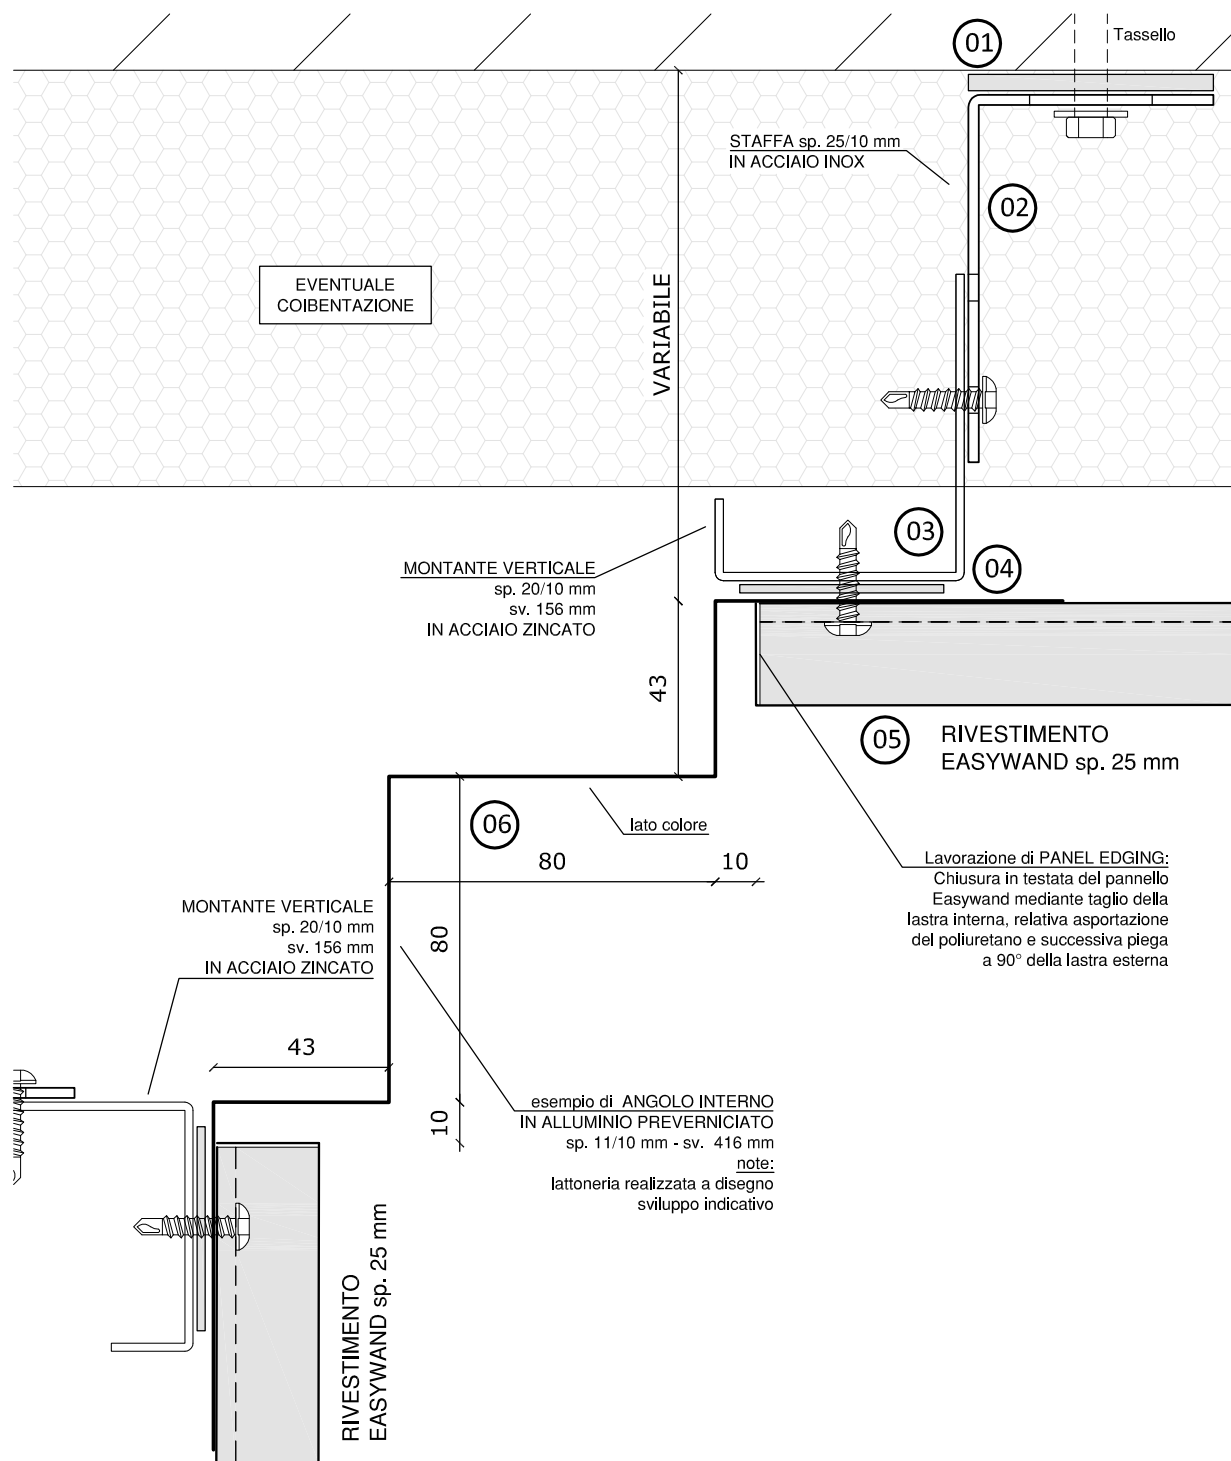 01
Tassello
STAFFA sp. 25/10 mm
IN ACCIAIO INOX
02
EVENTUALE
COIBENTAZIONE
VARIABILE
03
04
MONTANTE VERTICALE
sp. 20/10 mm
sv. 156 mm
IN ACCIAIO ZINCATO
43
05
RIVESTIMENTO
EASYWAND sp. 25 mm
06
lato colore
80
10
Lavorazione di PANEL EDGING:
Chiusura in testata del pannello
Easywand mediante taglio della
lastra interna, relativa asportazione
del poliuretano e successiva piega
a 90° della lastra esterna
MONTANTE VERTICALE
sp. 20/10 mm
sv. 156 mm
IN ACCIAIO ZINCATO
80
43
10
esempio di ANGOLO INTERNO
IN ALLUMINIO PREVERNICIATO
sp. 11/10 mm - sv. 416 mm
note:
lattoneria realizzata a disegno
sviluppo indicativo
RIVESTIMENTO
EASYWAND sp. 25 mm